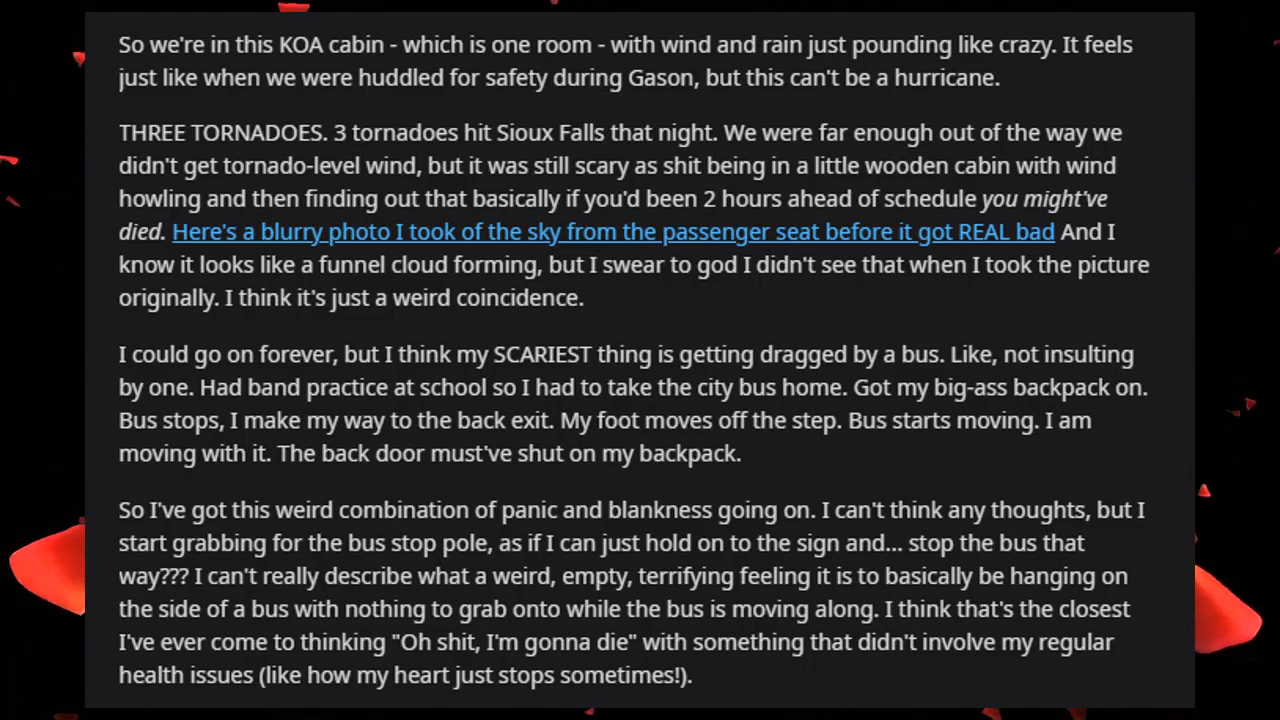 So we're in this KOA cabin - which is one room - with wind and rain just pounding like crazy. It feels
just like when we were huddled for safety during Gason, but this can't be a hurricane.
THREE TORNADOES. 3 tornadoes hit Sioux Falls that night. We were far enough out of the way we
didn't get tornado-level wind, but it was still scary as shit being in a little wooden cabin with wind
howling and then finding out that basically if you'd been 2 hours ahead of schedule you might've
died. Here's a blurry photo I took of the sky from the passenger seat before it got REAL bad And I
know it looks like a funnel cloud forming, but I swear to god I didn't see that when I took the picture
originally. I think it's just a weird coincidence.
I could go on forever, but I think my SCARIEST thing is getting dragged by a bus. Like, not insulting
by one. Had band practice at school so I had to take the city bus home. Got my big-ass backpack on.
Bus stops, I make my way to the back exit. My foot moves off the step. Bus starts moving. I am
moving with it. The back door must've shut on my backpack.
So I've got this weird combination of panic and blankness going on. I can't think any thoughts, but I
start grabbing for the bus stop pole, as if I can just hold on to the sign and... stop the bus that
way??? I can't really describe what a weird, empty, terrifying feeling it is to basically be hanging on
the side of a bus with nothing to grab onto while the bus is moving along. I think that's the closest
I've ever come to thinking "Oh shit, I'm gonna die" with something that didn't involve my regular
health issues (like how my heart just stops sometimes!).